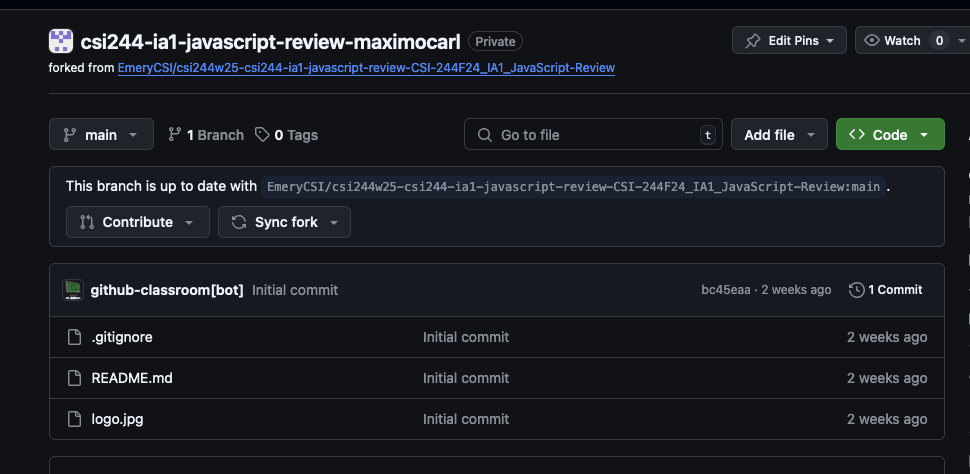 csi244-ia1-javascript-review-maximocarl Private Edit Pins Watch 0
forked from EmeryCSI/csi244w25-csi244-ia1-javascript-review-CSI-244F24_IA1_JavaScript-Review
main 1 Branch 0 Tags Go to file t Add file Code
This branch is up to date with EmeryCSI/csi244w25-csi244-ia1-javascript-review-CSI-244F24_IA1_JavaScript-Review:main .
Contribute Sync fork
github-classroom[bot] Initial commit bc45eaa · 2 weeks ago 1 Commit
.gitignore Initial commit 2 weeks ago
README.md Initial commit 2 weeks ago
logo.jpg Initial commit 2 weeks ago